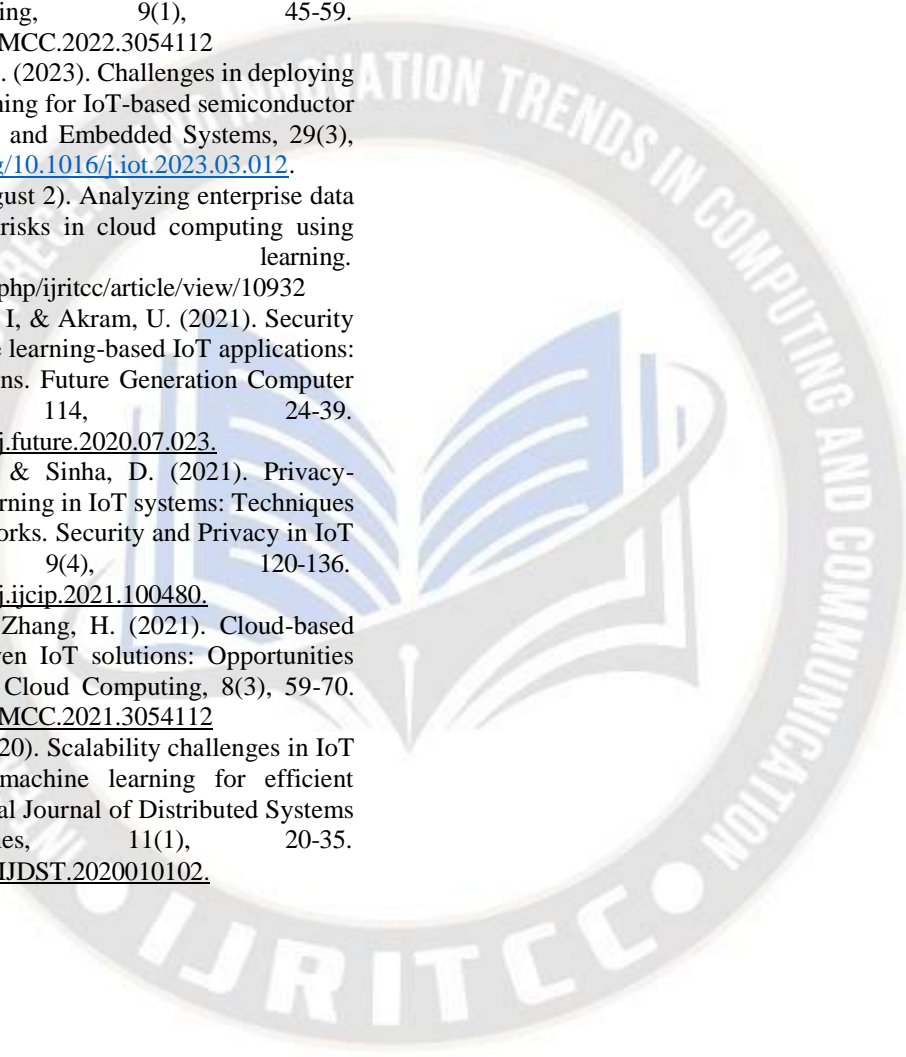 ing, 9(1), 45-59.
MCC.2022.3054112
. (2023). Challenges in deploying
ning for IoT-based semiconductor
and Embedded Systems, 29(3),
g/10.1016/j.iot.2023.03.012.
gust 2). Analyzing enterprise data
risks in cloud computing using
learning.
php/ijritcc/article/view/10932
I, & Akram, U. (2021). Security
e learning-based IoT applications:
ns. Future Generation Computer
114, 24-39.
j.future.2020.07.023.
& Sinha, D. (2021). Privacy-
rning in IoT systems: Techniques
orks. Security and Privacy in IoT
9(4), 120-136.
j.ijcip.2021.100480.
Zhang, H. (2021). Cloud-based
ven IoT solutions: Opportunities
Cloud Computing, 8(3), 59-70.
MCC.2021.3054112
20). Scalability challenges in IoT
machine learning for efficient
al Journal of Distributed Systems
ies, 11(1), 20-35.
IJDST.2020010102.
RECENT AND INNOVATION TRENDS IN COMPUTING AND COMMUNICATION
IJRITCC